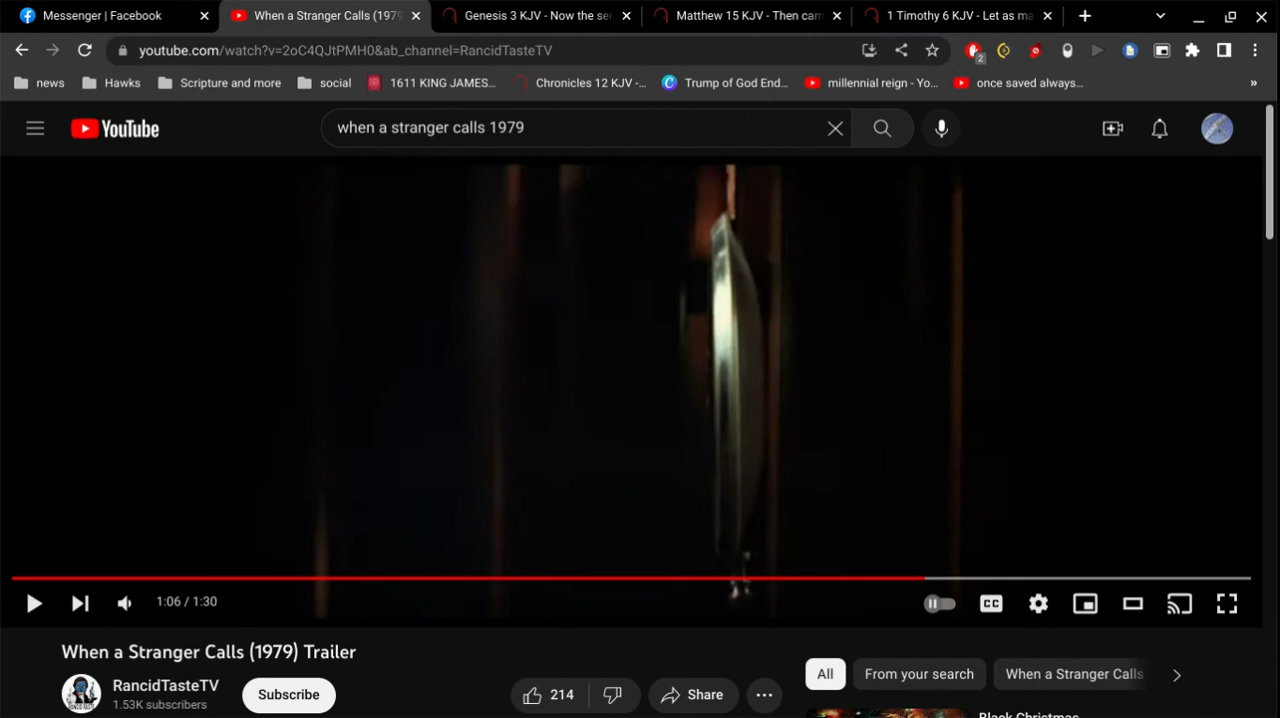 Messenger | Facebook
When a Stranger Calls (1979
Genesis 3 KJV - Now the ser
Matthew 15 KJV - Then cam
1 Timothy 6 KJV - Let as ma
youtube.com/watch?v=2oC4QJtPMH0&ab_channel=RancidTasteTV
2
news
Hawks
Scripture and more
social
1611 KING JAMES...
Chronicles 12 KJV -...
Trump of God End...
millennial reign - Yo...
once saved always...
»
YouTube
when a stranger calls 1979
1:06 / 1:30
CC
When a Stranger Calls (1979) Trailer
RancidTasteTV
1.53K subscribers
Subscribe
214
Share
All
From your search
When a Stranger Calls
Black Christmas